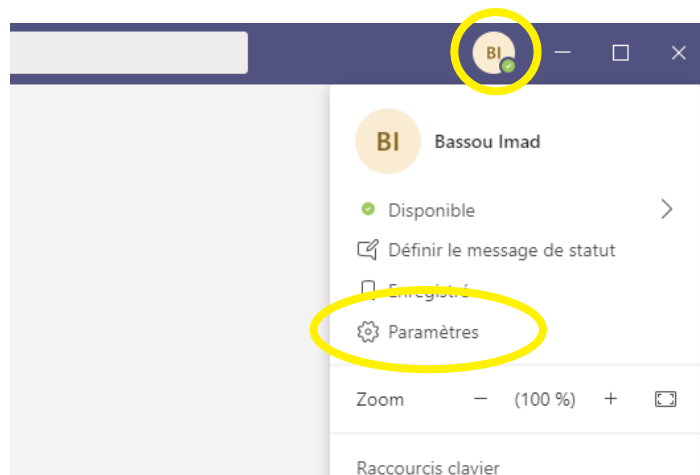 BI
BI Bassou Imad
Disponible
Définir le message de statut
Enregistré
Paramètres
Zoom − (100 %) +
Raccourcis clavier